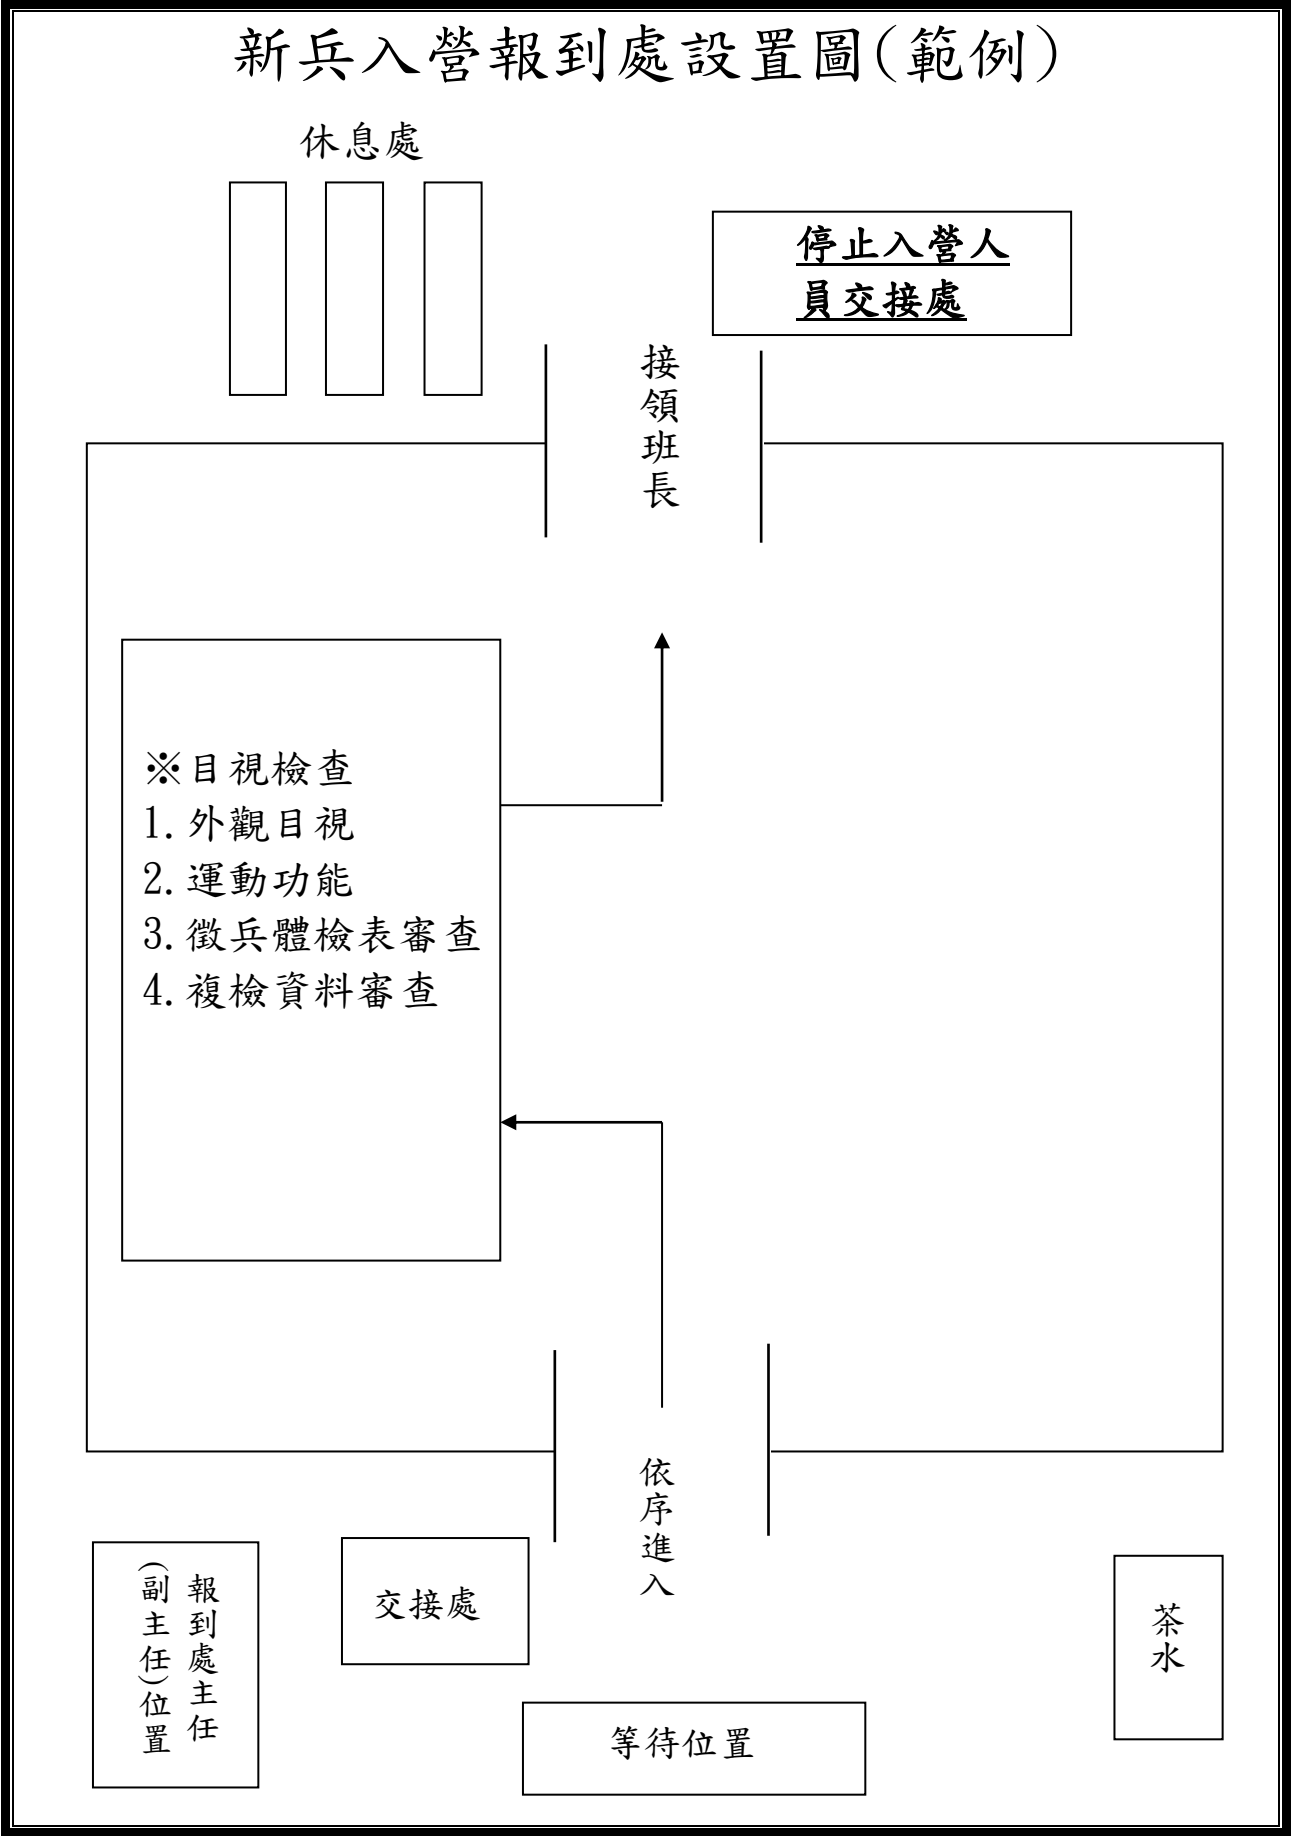 新兵入營報到處設置圖(範例)
休息處
停止入營人
員交接處
接領班長
※目視檢查
1.外觀目視
2.運動功能
3.徵兵體檢表審查
4.複檢資料審查
依序進入
報到處主任
(副主任)位置
交接處
茶水
等待位置